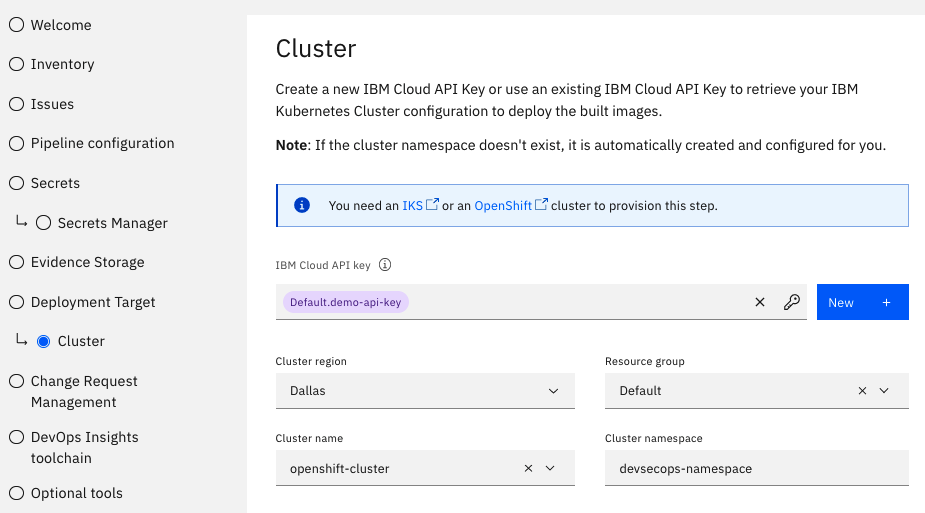 Welcome
Inventory
Issues
Pipeline configuration
Secrets
Secrets Manager
Evidence Storage
Deployment Target
Cluster
Change Request
Management
DevOps Insights
toolchain
Optional tools
Cluster
Create a new IBM Cloud API Key or use an existing IBM Cloud API Key to retrieve your IBM
Kubernetes Cluster configuration to deploy the built images.
Note: If the cluster namespace doesn't exist, it is automatically created and configured for you.
You need an IKS or an OpenShift cluster to provision this step.
IBM Cloud API key
Default.demo-api-key
New +
Cluster region
Dallas
Resource group
Default
Cluster name
openshift-cluster
Cluster namespace
devsecops-namespace